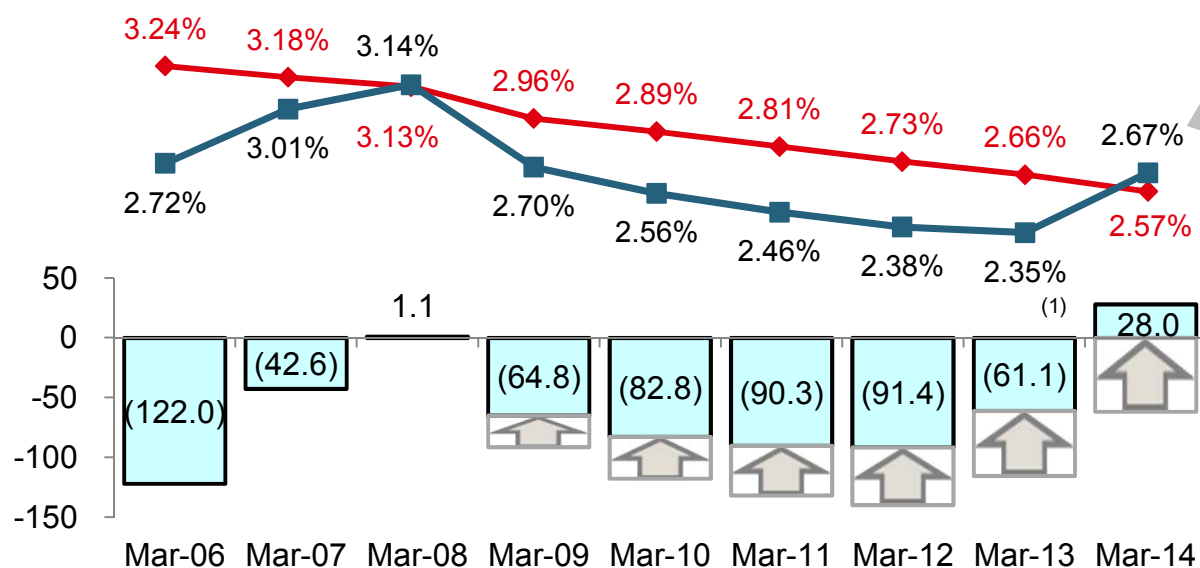 3.24% 3.18% 3.14% 2.96% 2.89% 2.81% 2.73% 2.66% 2.67%
2.72% 3.01% 3.13% 2.70% 2.56% 2.46% 2.38% 2.35% 2.57%
(1)
50
0
-50
-100
-150
(122.0) (42.6) 1.1 (64.8) (82.8) (90.3) (91.4) (61.1) 28.0
Mar-06 Mar-07 Mar-08 Mar-09 Mar-10 Mar-11 Mar-12 Mar-13 Mar-14